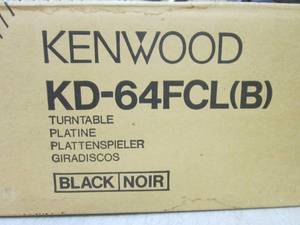 KENWOOD
KD-64FCL(B)
TURNTABLE
PLATINE
PLATTENSPIELER
GIRADISCOS
BLACK NOIR